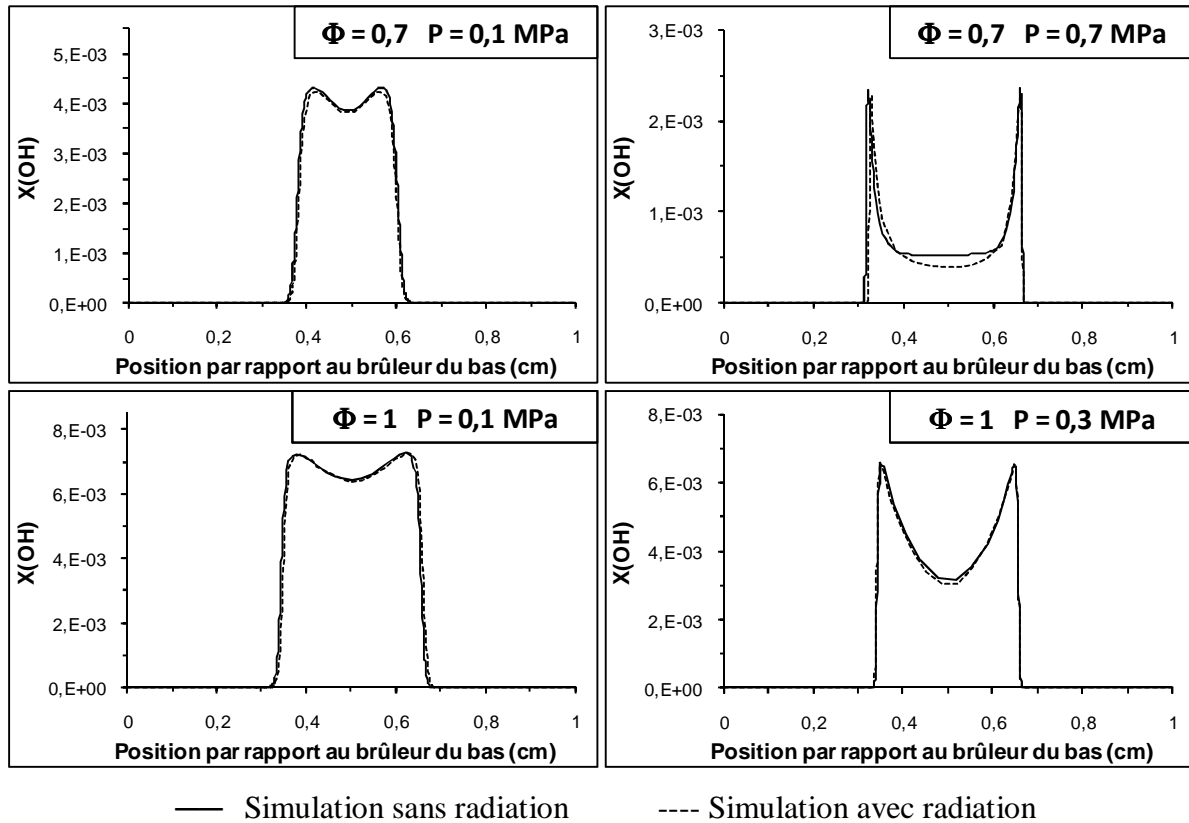 Φ = 0,7 P = 0,1 MPa
5,E-03
4,E-03
3,E-03
2,E-03
1,E-03
0,E+00
X(OH)
0 0,2 0,4 0,6 0,8 1
Position par rapport au brûleur du bas (cm)
Φ = 0,7 P = 0,7 MPa
3,E-03
2,E-03
1,E-03
0,E+00
X(OH)
0 0,2 0,4 0,6 0,8 1
Position par rapport au brûleur du bas (cm)
Φ = 1 P = 0,1 MPa
8,E-03
6,E-03
4,E-03
2,E-03
0,E+00
X(OH)
0 0,2 0,4 0,6 0,8 1
Position par rapport au brûleur du bas (cm)
Φ = 1 P = 0,3 MPa
8,E-03
6,E-03
4,E-03
2,E-03
0,E+00
X(OH)
0 0,2 0,4 0,6 0,8 1
Position par rapport au brûleur du bas (cm)
Simulation sans radiation
Simulation avec radiation